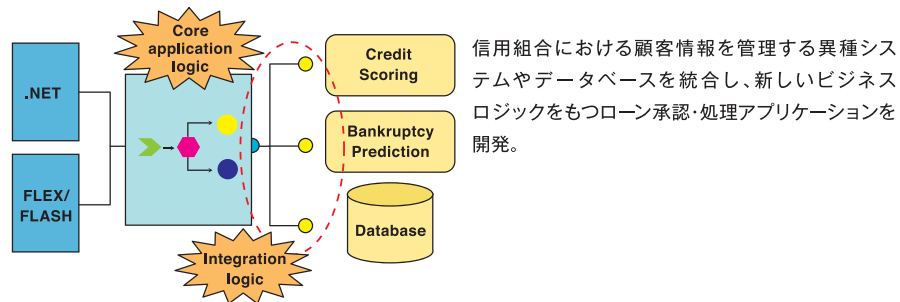 Core
application
logic
.NET
FLEX/
FLASH
Integration
logic
Credit
Scoring
Bankruptcy
Prediction
Database
信用組合における顧客情報を管理する異種シス
テムやデータベースを統合し、新しいビジネス
ロジックをもつローン承認・処理アプリケーションを
開発。